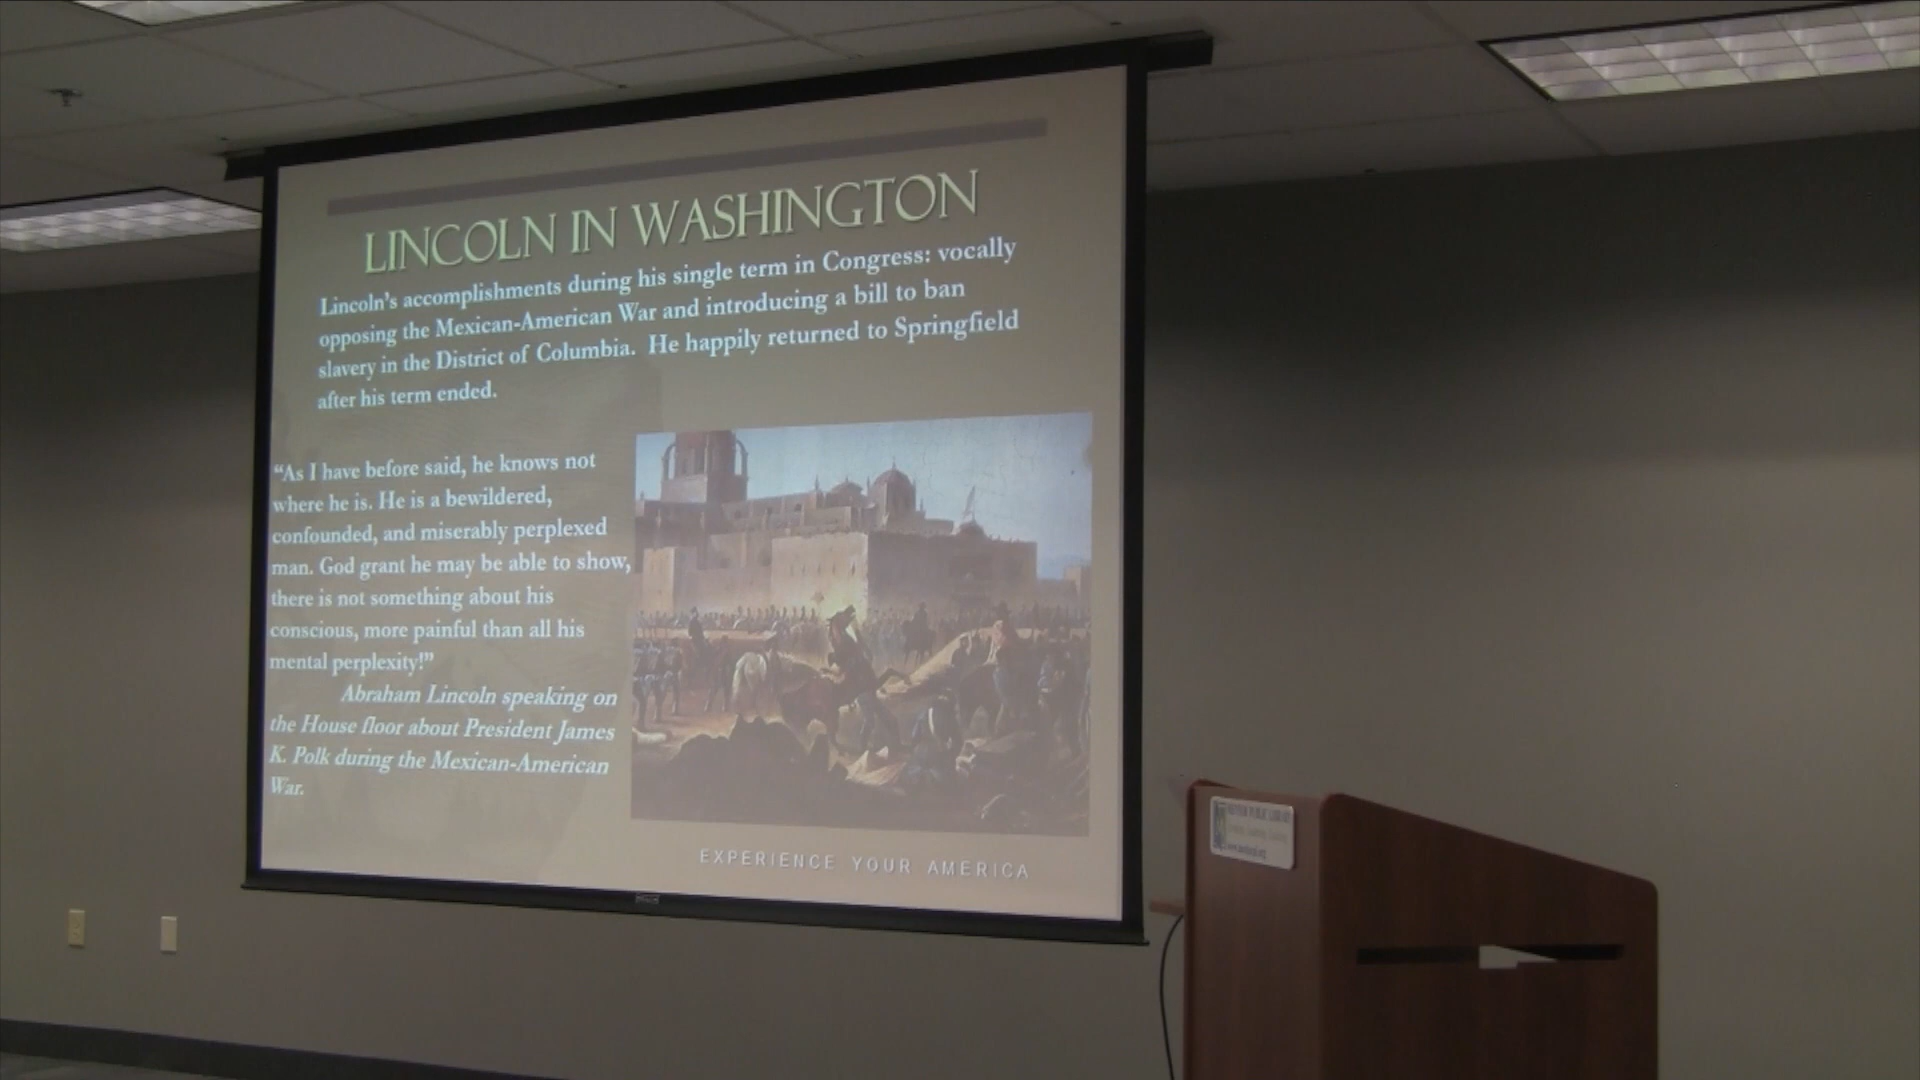 LINCOLN IN WASHINGTON
Lincoln's accomplishments during his single term in Congress: vocally
opposing the Mexican-American War and introducing a bill to ban
slavery in the District of Columbia. He happily returned to Springfield
after his term ended.
“As I have before said, he knows not
where he is. He is a bewildered,
confounded, and miserably perplexed
man. God grant he may be able to show,
there is not something about his
conscious, more painful than all his
mental perplexity!”
Abraham Lincoln speaking on
the House floor about President James
K. Polk during the Mexican-American
War.
EXPERIENCE YOUR AMERICA
PUBLIC LIBRARY